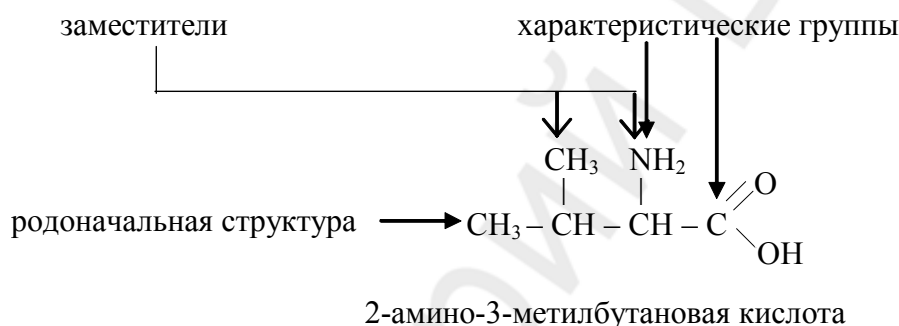 заместители характеристические группы
CH₃ NH₂
O
родоначальная структура CH₃ – CH – CH – C
OH
2-амино-3-метилбутановая кислота